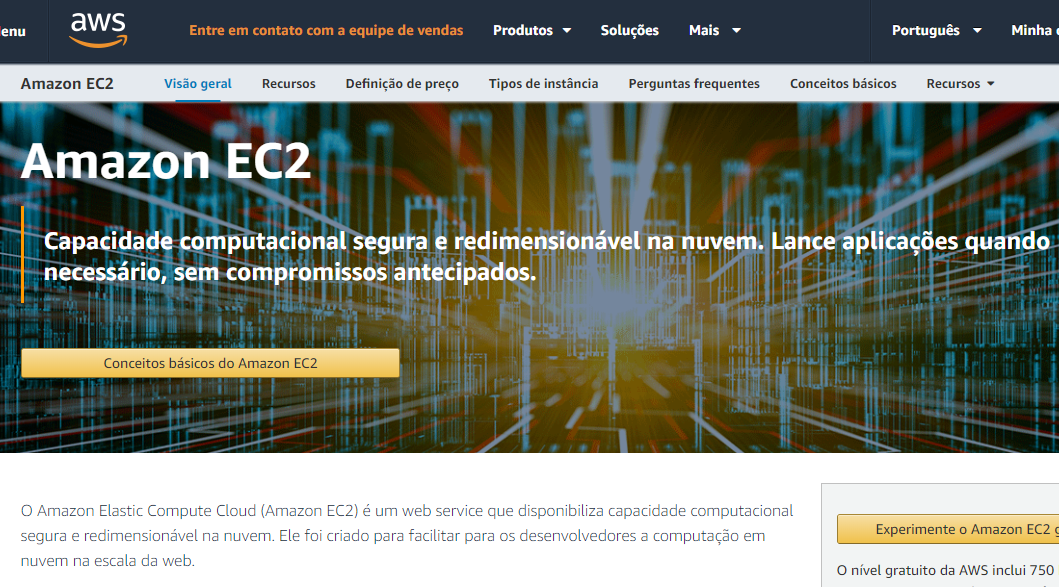 enu
aws
Entre em contato com a equipe de vendas
Produtos
Soluções
Mais
Português
Minha
Amazon EC2
Visão geral
Recursos
Definição de preço
Tipos de instância
Perguntas frequentes
Conceitos básicos
Recursos
Amazon EC2
Capacidade computacional segura e redimensionável na nuvem. Lance aplicações quando
necessário, sem compromissos antecipados.
Conceitos básicos do Amazon EC2
O Amazon Elastic Compute Cloud (Amazon EC2) é um web service que disponibiliza capacidade computacional
segura e redimensionável na nuvem. Ele foi criado para facilitar para os desenvolvedores a computação em
nuvem na escala da web.
Experimente o Amazon EC2
O nível gratuito da AWS inclui 750